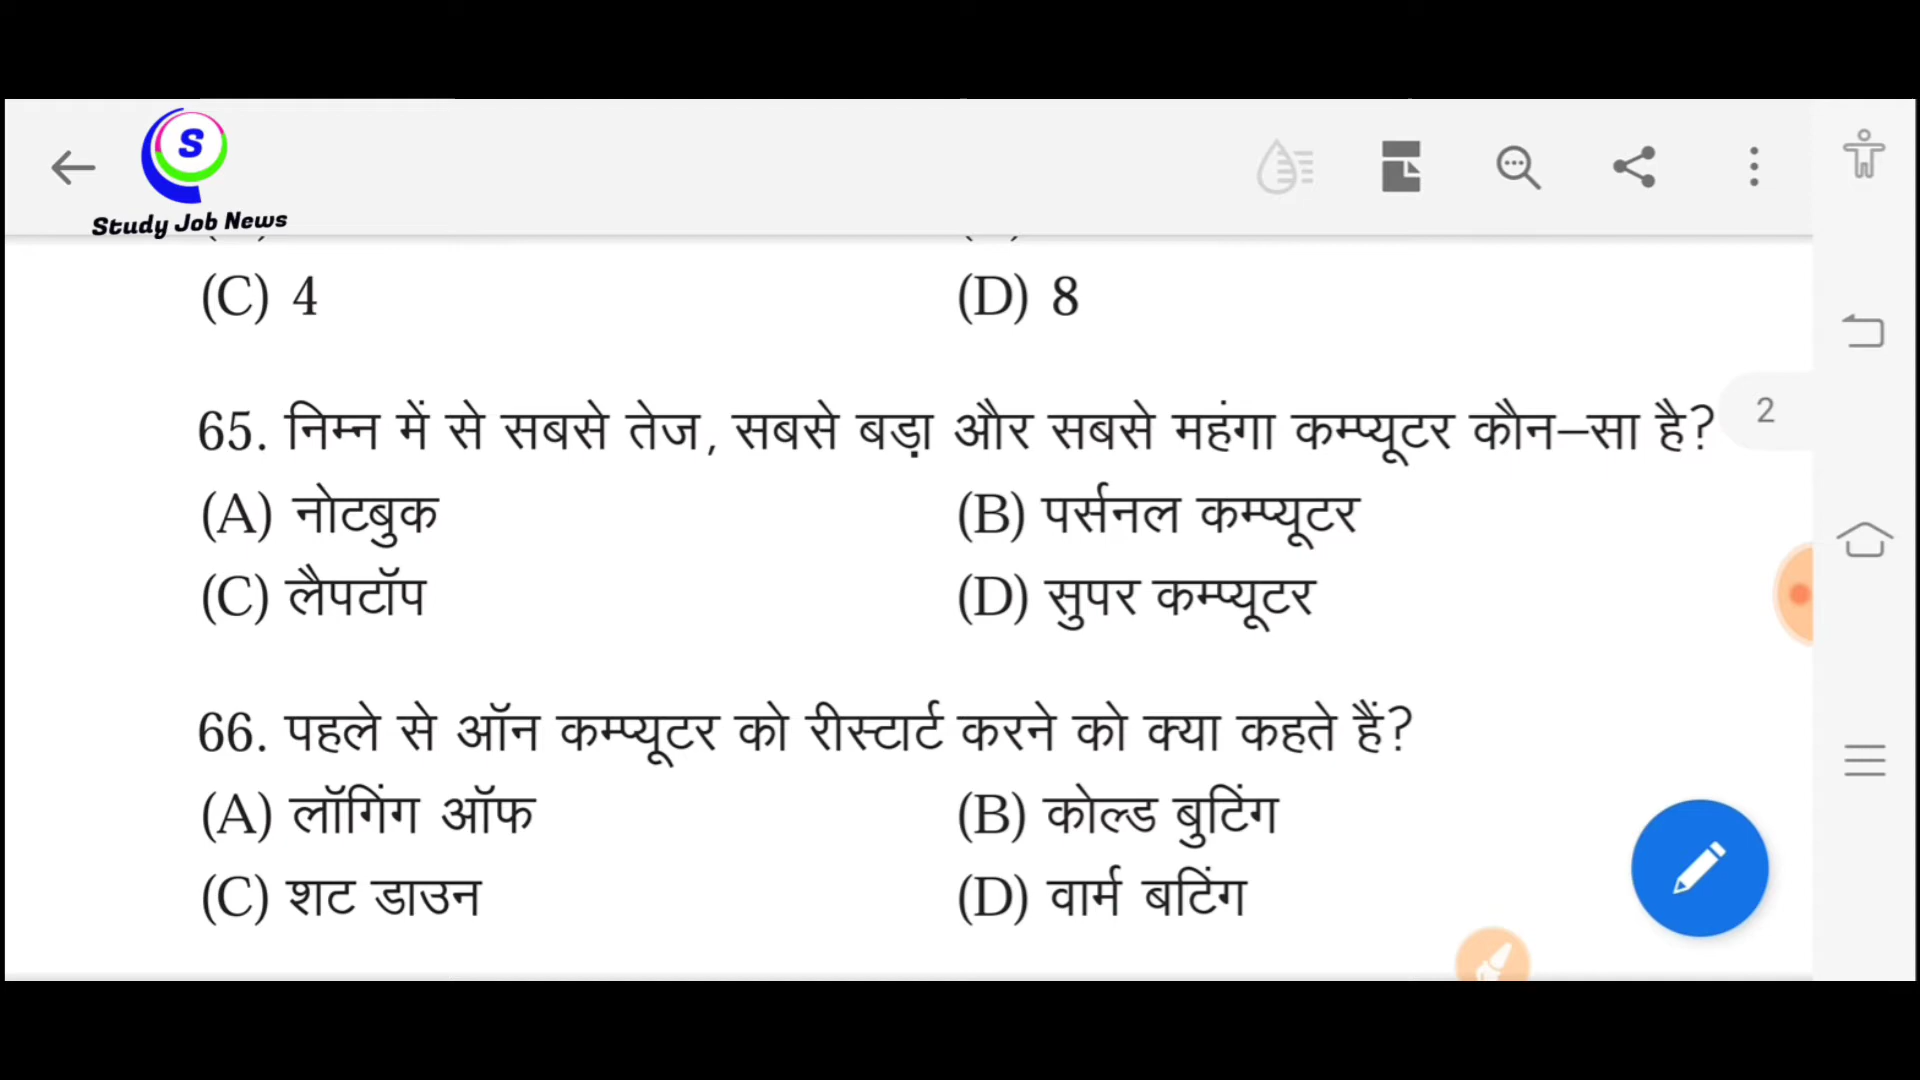 S
Study Job News
(C) 4 (D) 8
65. निम्न में से सबसे तेज, सबसे बड़ा और सबसे महंगा कम्प्यूटर कौन–सा है?
2
(A) नोटबुक (B) पर्सनल कम्प्यूटर
(C) लैपटॉप (D) सुपर कम्प्यूटर
66. पहले से ऑन कम्प्यूटर को रीस्टार्ट करने को क्या कहते हैं?
(A) लॉगिंग ऑफ (B) कोल्ड बुटिंग
(C) शट डाउन (D) वार्म बटिंग